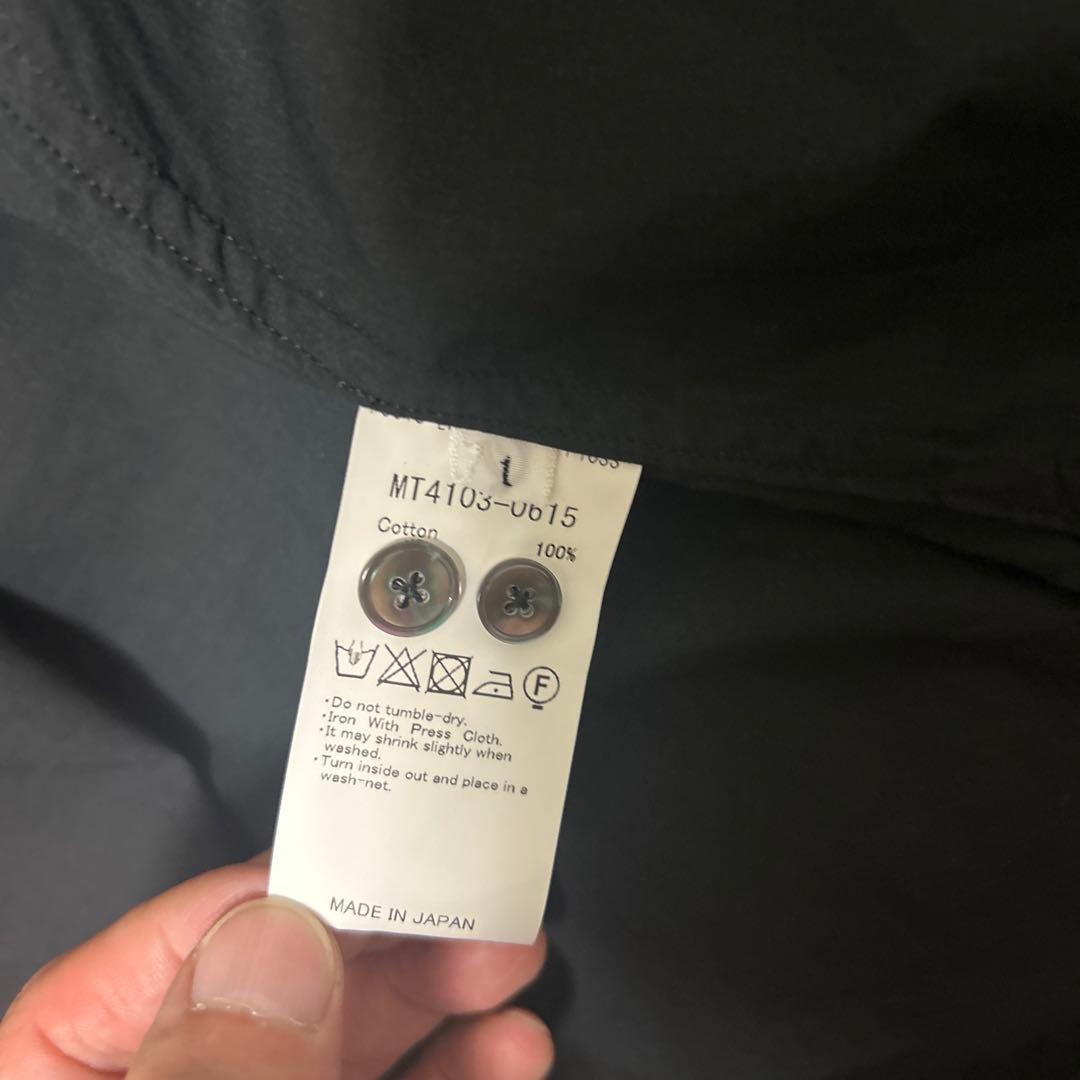 MT4103-0615
Cotton 100%
F
・Do not tumble-dry.
・Iron With Press Cloth.
・It may shrink slightly when
washed.
・Turn inside out and place in a
wash-net.
MADE IN JAPAN